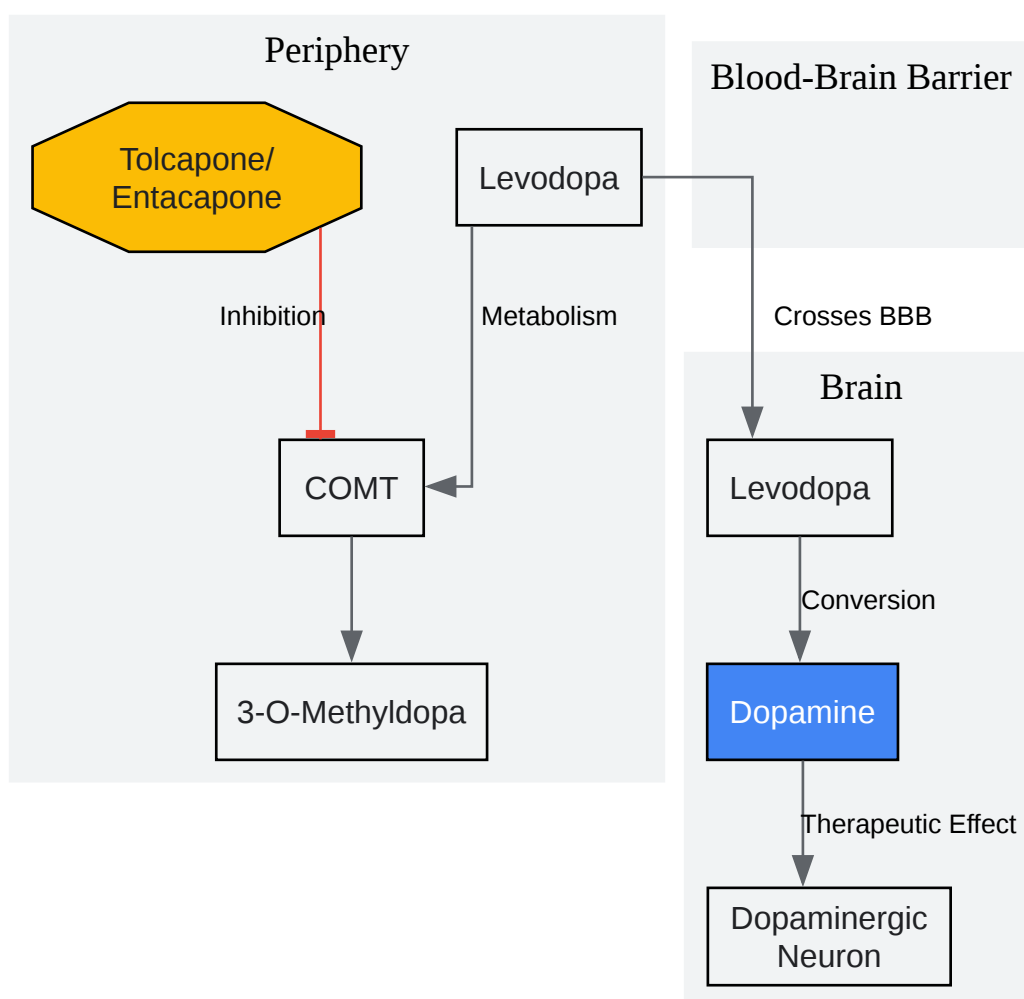 Periphery
Blood-Brain Barrier
Tolcapone/
Entacapone
Levodopa
Inhibition
Metabolism
Crosses BBB
Brain
COMT
Levodopa
Conversion
3-O-Methyldopa
Dopamine
Therapeutic Effect
Dopaminergic
Neuron